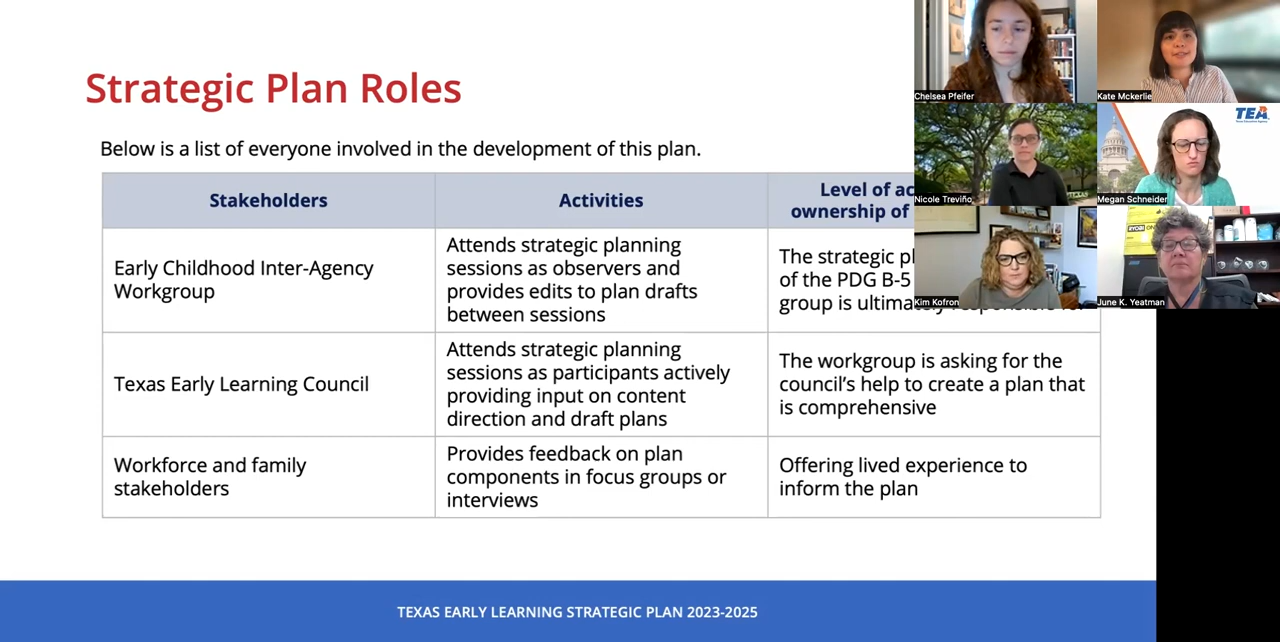 Strategic Plan Roles
Below is a list of everyone involved in the development of this plan.
Stakeholders
Activities
Level of
ownership of
Early Childhood Inter-Agency
Workgroup
Attends strategic planning
sessions as observers and
provides edits to plan drafts
between sessions
The strategic
of the PDG B-5
group is
Texas Early Learning Council
Attends strategic planning
sessions as participants actively
providing input on content
direction and draft plans
The workgroup is asking for the
council’s help to create a plan that
is comprehensive
Workforce and family
stakeholders
Provides feedback on plan
components in focus groups or
interviews
Offering lived experience to
inform the plan
TEXAS EARLY LEARNING STRATEGIC PLAN 2023-2025
Chelsea Pfeifer
Kate Mckerlie
Nicole Treviño
TEA
Texas Education Agency
Megan Schneider
Kim Kofron
RYOBI
June K. Yeatman